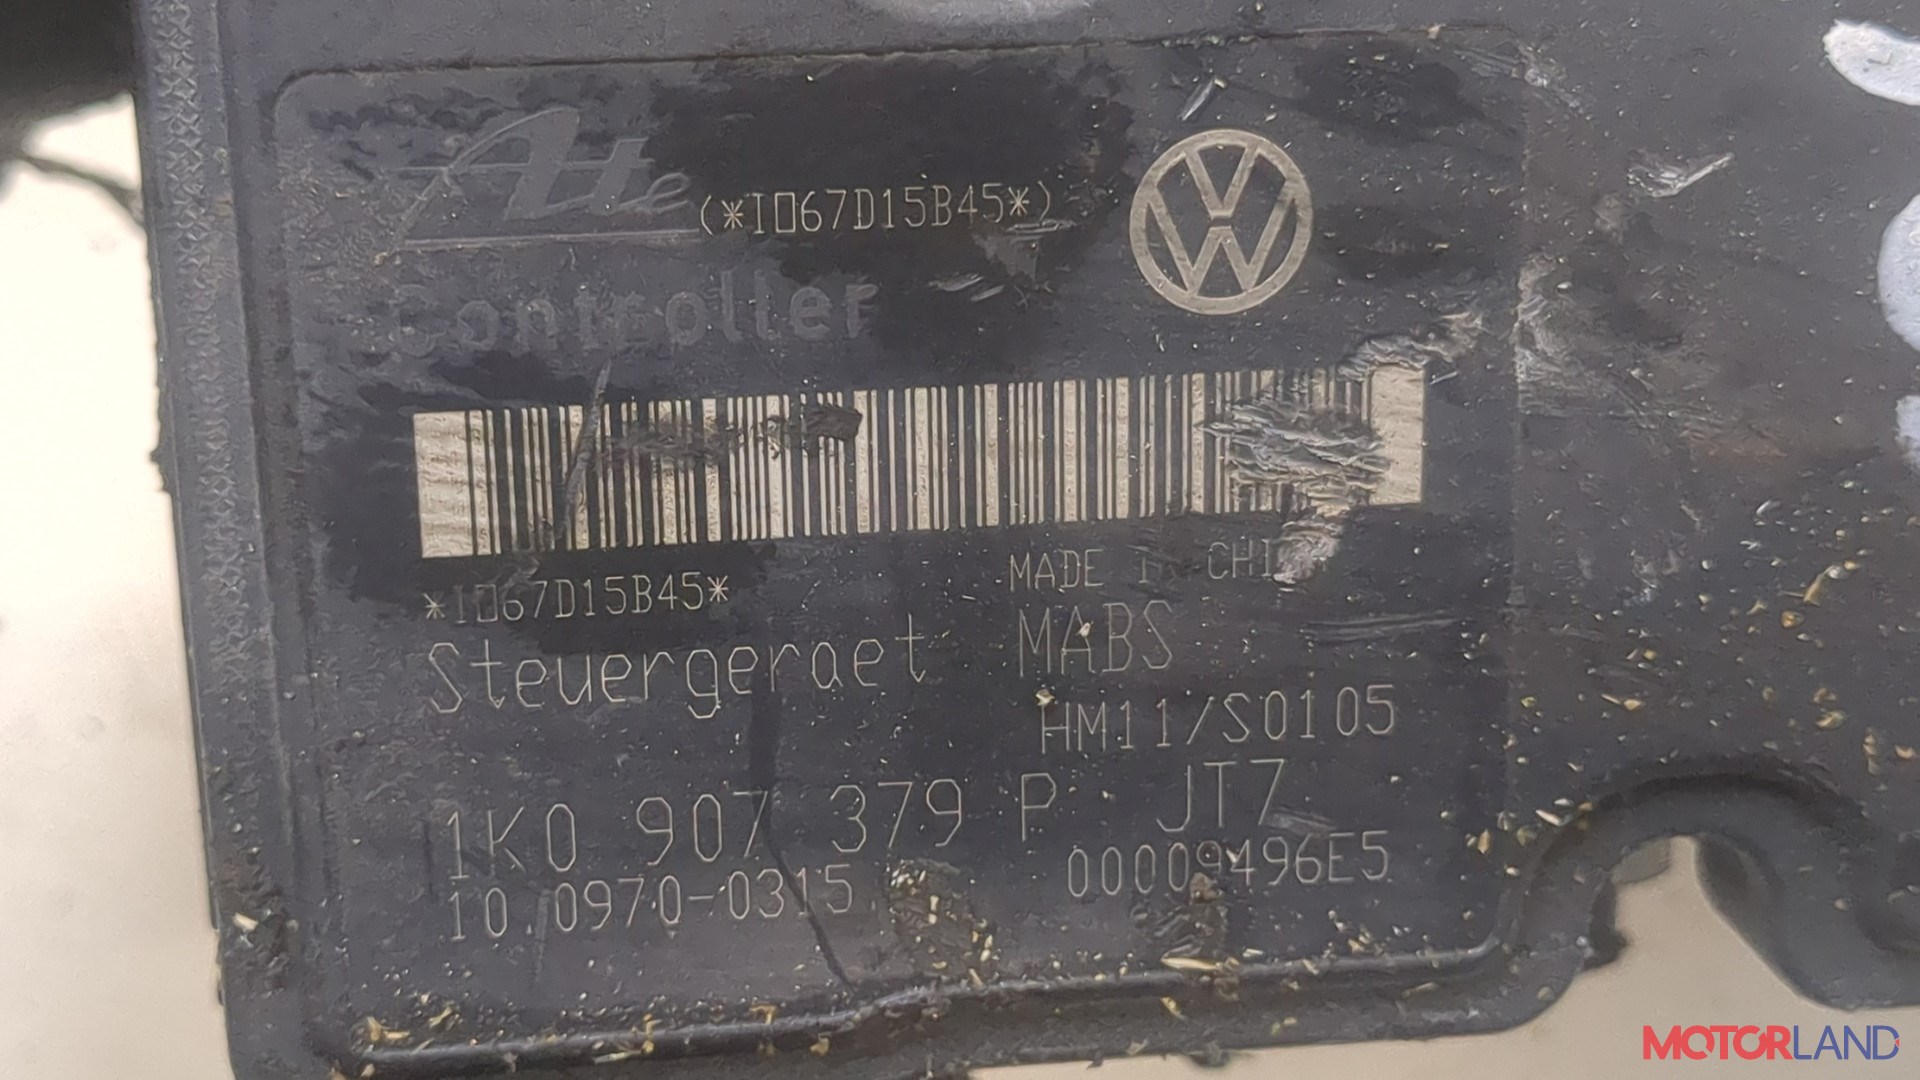 Ate (*I067D15B45*)
Controller
*I067D15B45*
MADE
Steuergeraet MABS
HM11/S0105
1K0 907 379 P JT7
10.0970-0315 00009496E5
MOTORLAND